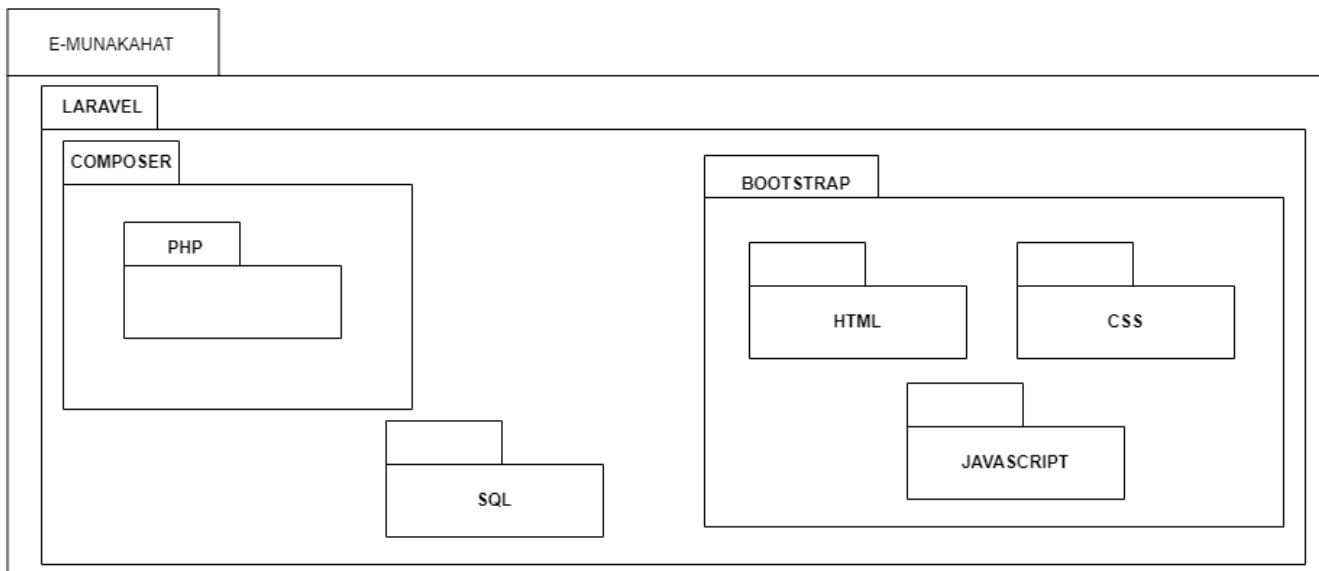 E-MUNAKAHAT
LARAVEL
COMPOSER
BOOTSTRAP
PHP
HTML
CSS
JAVASCRIPT
SQL